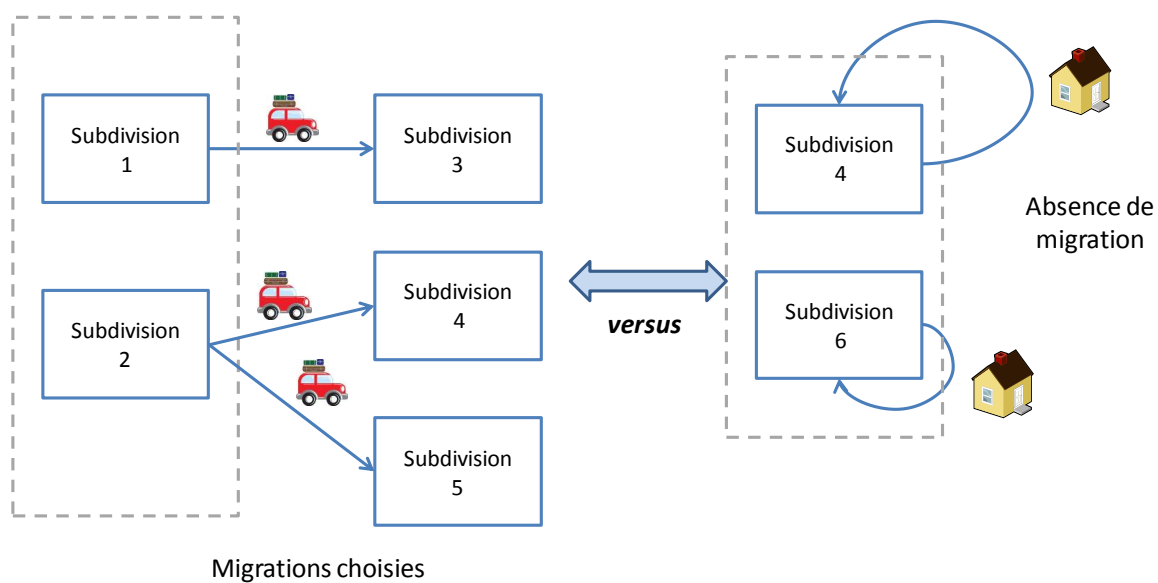 Subdivision
1
Subdivision
3
Subdivision
2
Subdivision
4
Subdivision
5
Migrations choisies
versus
Subdivision
4
Subdivision
6
Absence de
migration